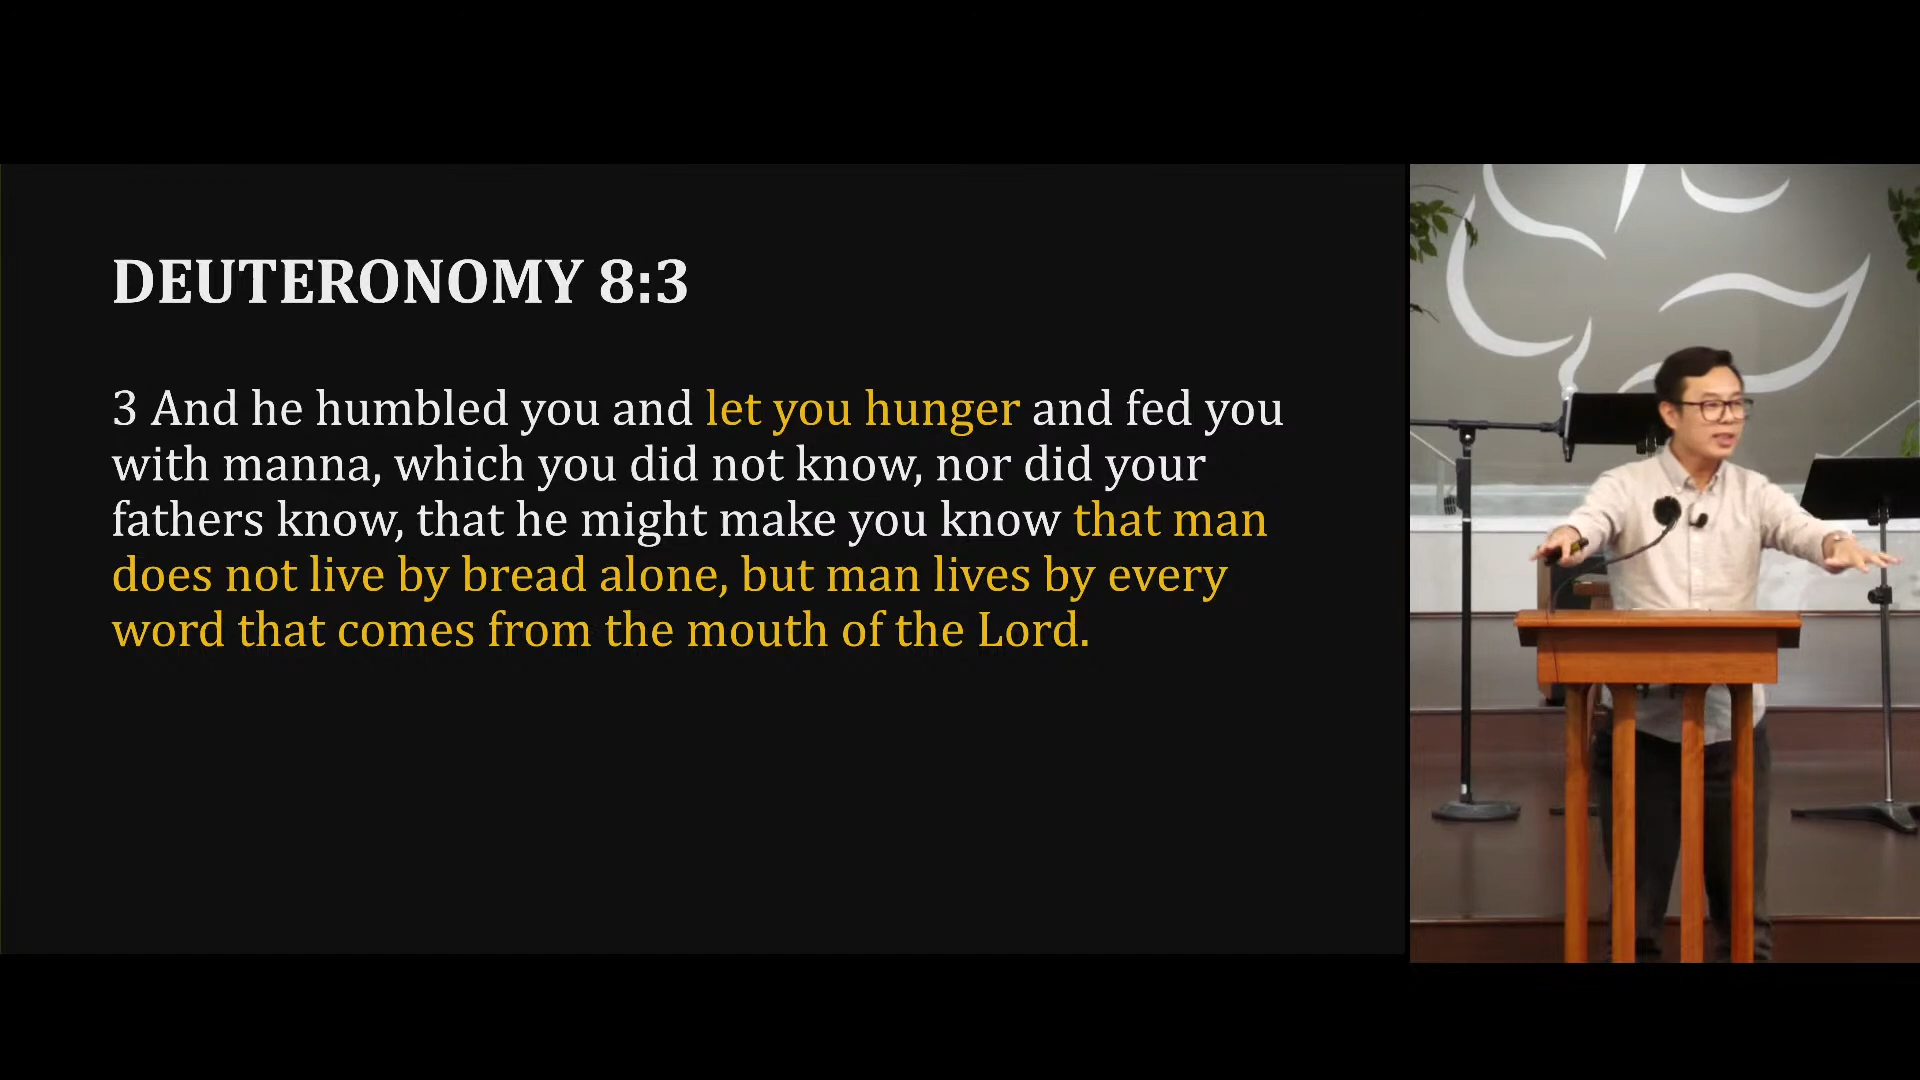 DEUTERONOMY 8:3
3 And he humbled you and let you hunger and fed you
with manna, which you did not know, nor did your
fathers know, that he might make you know that man
does not live by bread alone, but man lives by every
word that comes from the mouth of the Lord.